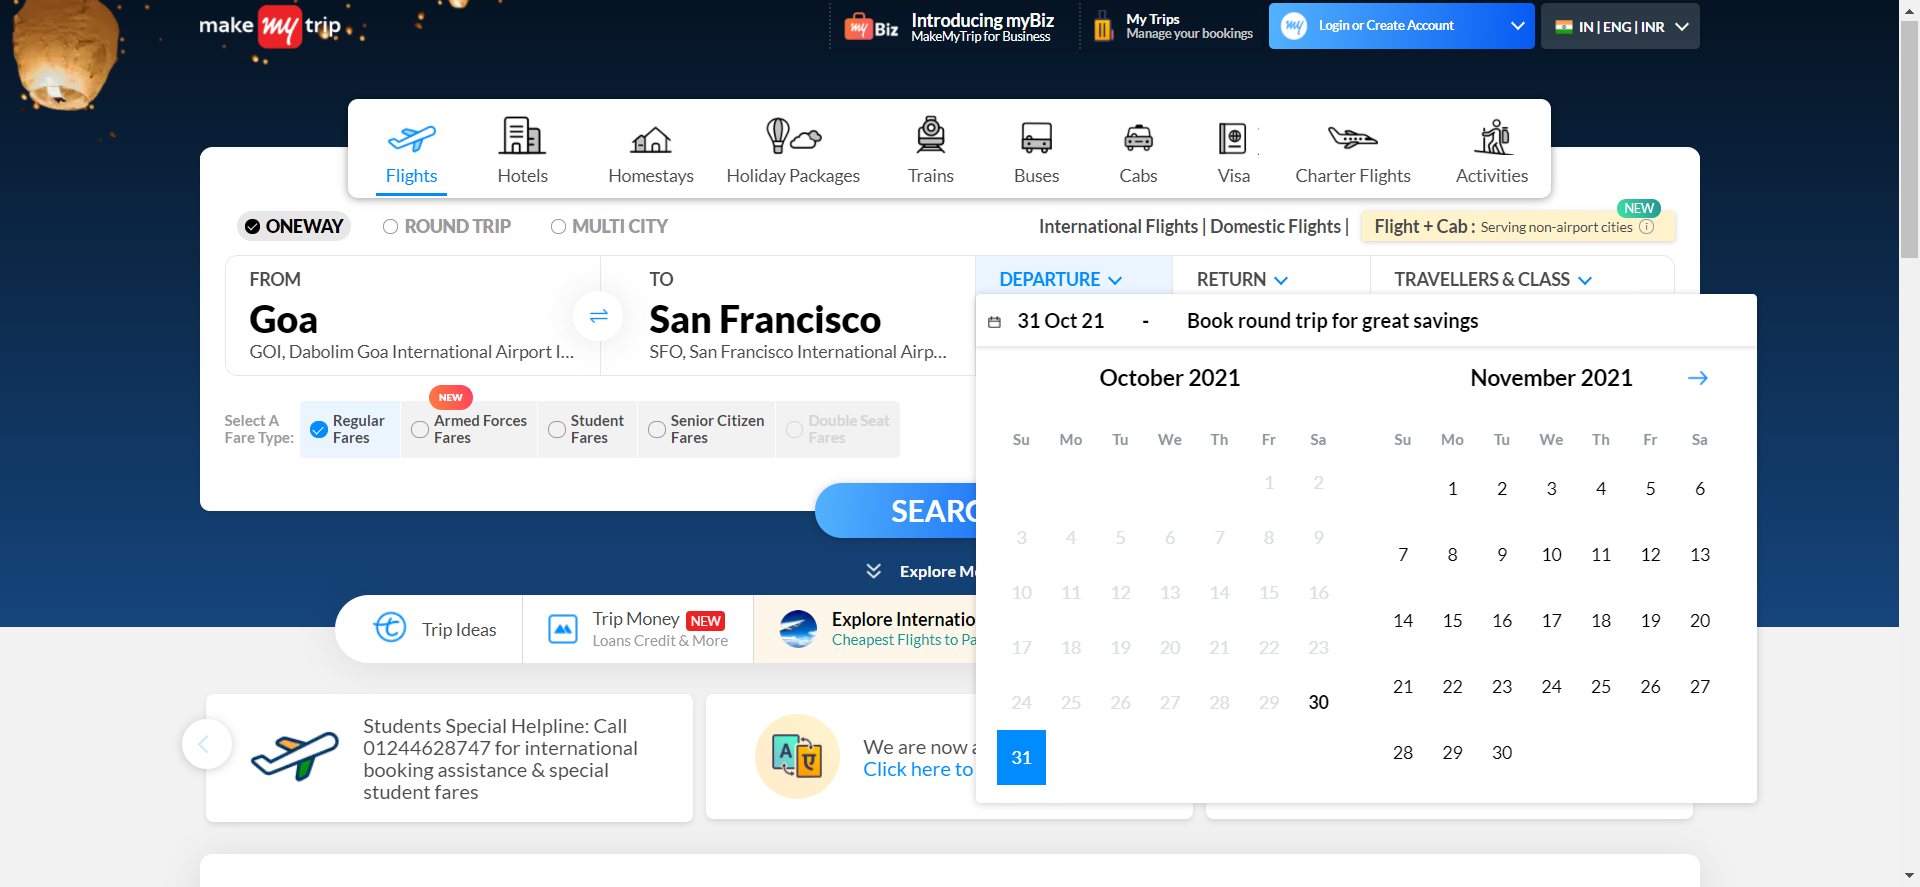 make my trip
my Biz
Introducing myBiz
MakeMyTrip for Business
My Trips
Manage your bookings
my
Login or Create Account
IN | ENG | INR
Flights
Hotels
Homestays
Holiday Packages
Trains
Buses
Cabs
Visa
Charter Flights
Activities
ONEWAY
ROUND TRIP
MULTI CITY
International Flights | Domestic Flights |
NEW
Flight + Cab : Serving non-airport cities
FROM
Goa
GOI, Dabolim Goa International Airport I...
TO
San Francisco
SFO, San Francisco International Airp...
DEPARTURE
RETURN
TRAVELLERS & CLASS
31 Oct 21 - Book round trip for great savings
October 2021
Su Mo Tu We Th Fr Sa
1 2
3 4 5 6 7 8 9
10 11 12 13 14 15 16
17 18 19 20 21 22 23
24 25 26 27 28 29 30
31
November 2021
Su Mo Tu We Th Fr Sa
1 2 3 4 5 6
7 8 9 10 11 12 13
14 15 16 17 18 19 20
21 22 23 24 25 26 27
28 29 30
Select A
Fare Type:
Regular
Fares
NEW
Armed Forces
Fares
Student
Fares
Senior Citizen
Fares
Double Seat
Fares
SEARC
Explore M
Trip Ideas
Trip Money NEW
Loans Credit & More
Explore Internatio
Cheapest Flights to Pa
Students Special Helpline: Call
01244628747 for international
booking assistance & special
student fares
A ए
We are now a
Click here to